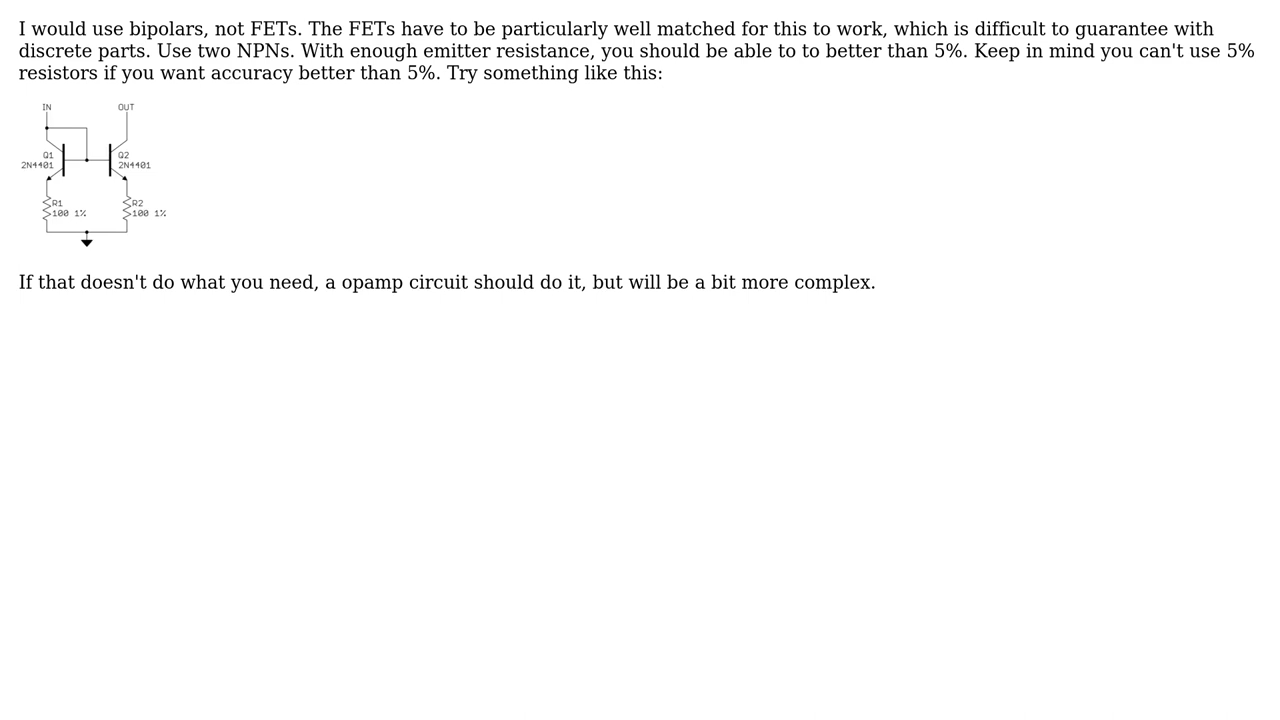 I would use bipolars, not FETs. The FETs have to be particularly well matched for this to work, which is difficult to guarantee with
discrete parts. Use two NPNs. With enough emitter resistance, you should be able to to better than 5%. Keep in mind you can't use 5%
resistors if you want accuracy better than 5%. Try something like this:
IN OUT
Q1 Q2
2N4401 2N4401
R1 R2
100 1% 100 1%
If that doesn't do what you need, a opamp circuit should do it, but will be a bit more complex.